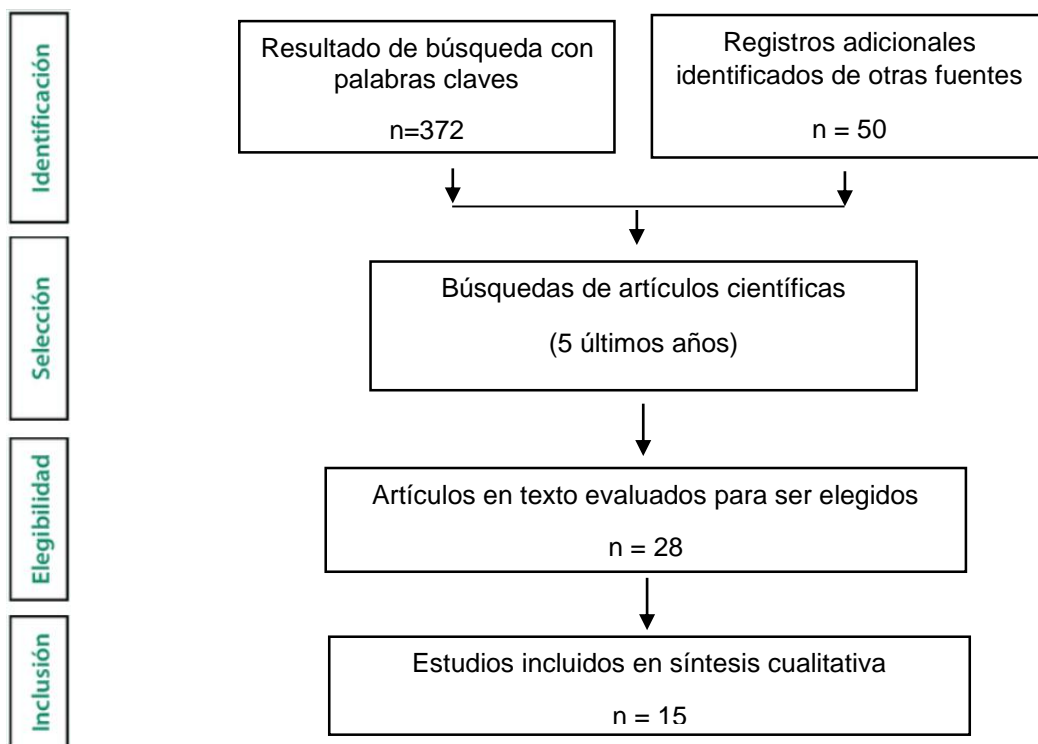 Identificación
Resultado de búsqueda con
palabras claves
n=372
Registros adicionales
identificados de otras fuentes
n = 50
Selección
Búsquedas de artículos científicas
(5 últimos años)
Elegibilidad
Artículos en texto evaluados para ser elegidos
n = 28
Inclusión
Estudios incluidos en síntesis cualitativa
n = 15